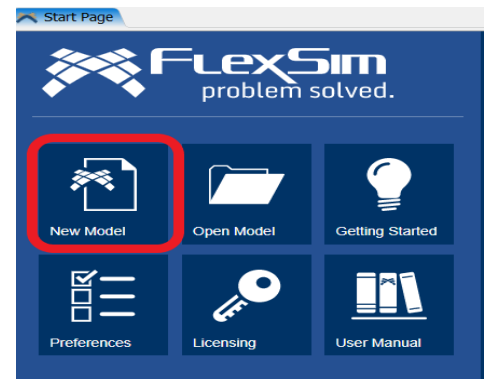 Start Page
FlexSim
problem solved.
New Model
Open Model
Getting Started
Preferences
Licensing
User Manual